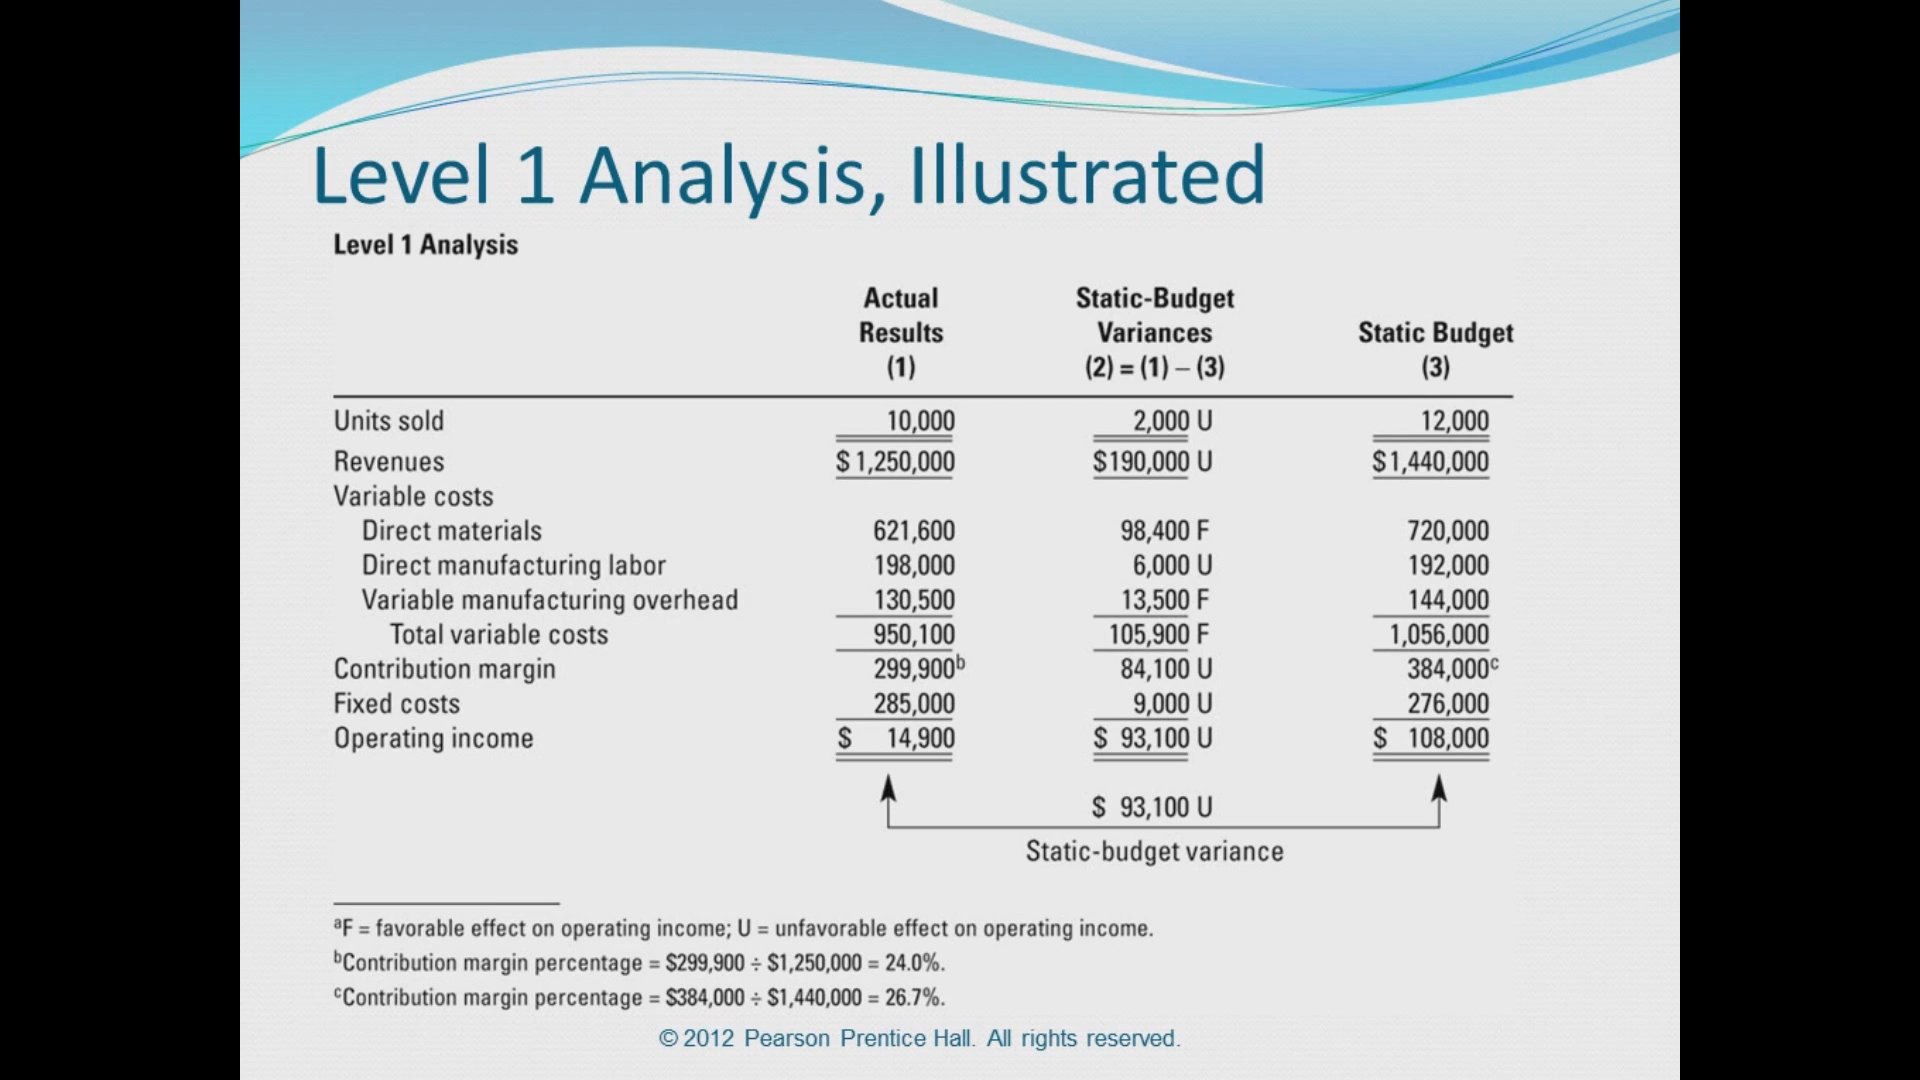 Level 1 Analysis, Illustrated
Level 1 Analysis
Actual Results (1) Static-Budget Variances (2) = (1) – (3) Static Budget (3)
Units sold 10,000 2,000 U 12,000
Revenues $ 1,250,000 $190,000 U $1,440,000
Variable costs
Direct materials 621,600 98,400 F 720,000
Direct manufacturing labor 198,000 6,000 U 192,000
Variable manufacturing overhead 130,500 13,500 F 144,000
Total variable costs 950,100 105,900 F 1,056,000
Contribution margin 299,900b 84,100 U 384,000c
Fixed costs 285,000 9,000 U 276,000
Operating income $ 14,900 $ 93,100 U $ 108,000
$ 93,100 U
Static-budget variance
aF = favorable effect on operating income; U = unfavorable effect on operating income.
bContribution margin percentage = $299,900 ÷ $1,250,000 = 24.0%.
cContribution margin percentage = $384,000 ÷ $1,440,000 = 26.7%.
© 2012 Pearson Prentice Hall. All rights reserved.